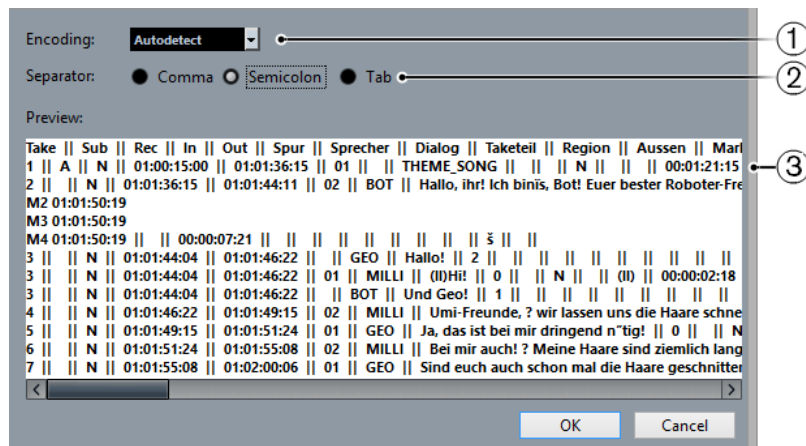 Encoding: Autodetect 1
Separator: Comma Semicolon Tab 2
Preview:
Take || Sub || Rec || In || Out || Spur || Sprecher || Dialog || Taketeil || Region || Aussen || Marl
1 || A || N || 01:00:15:00 || 01:01:36:15 || 01 || || THEME_SONG || || || N || || || 00:01:21:15
2 || || N || 01:01:36:15 || 01:01:44:11 || 02 || BOT || Hallo, ihr! Ich binïs, Bot! Euer bester Roboter-Fre
M2 01:01:50:19
M3 01:01:50:19
M4 01:01:50:19 || || 00:00:07:21 || || || || || || || || š || ||
3 || || N || 01:01:44:04 || 01:01:46:22 || || GEO || Hallo! || 2 || || || || || || || || ||
3 || || N || 01:01:44:04 || 01:01:46:22 || 01 || MILLI || (II)Hi! || 0 || || N || || (II) || 00:00:02:18
3 || || N || 01:01:44:04 || 01:01:46:22 || || BOT || Und Geo! || 1 || || || || || || || ||
4 || || N || 01:01:46:22 || 01:01:49:15 || 02 || MILLI || Umi-Freunde, ? wir lassen uns die Haare schne
5 || || N || 01:01:49:15 || 01:01:51:24 || 01 || GEO || Ja, das ist bei mir dringend n”tig! || 0 || || N
6 || || N || 01:01:51:24 || 01:01:55:08 || 02 || MILLI || Bei mir auch! ? Meine Haare sind ziemlich lang
7 || || N || 01:01:55:08 || 01:02:00:06 || 01 || GEO || Sind euch auch schon mal die Haare geschnitten
3
OK Cancel